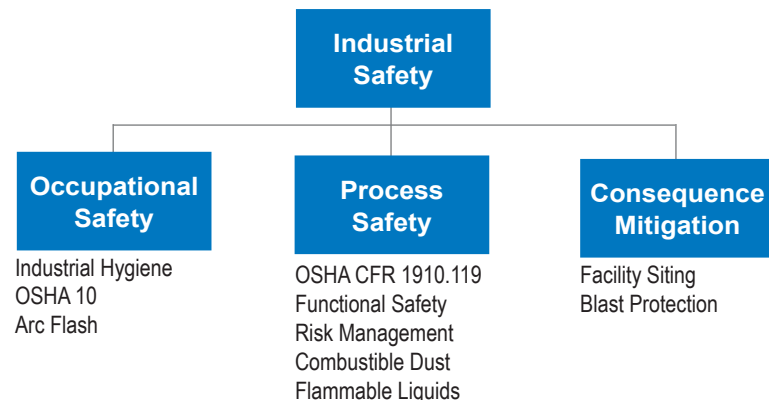 Industrial
Safety
Occupational
Safety
Process
Safety
Consequence
Mitigation
Industrial Hygiene
OSHA 10
Arc Flash
OSHA CFR 1910.119
Functional Safety
Risk Management
Combustible Dust
Flammable Liquids
Facility Siting
Blast Protection